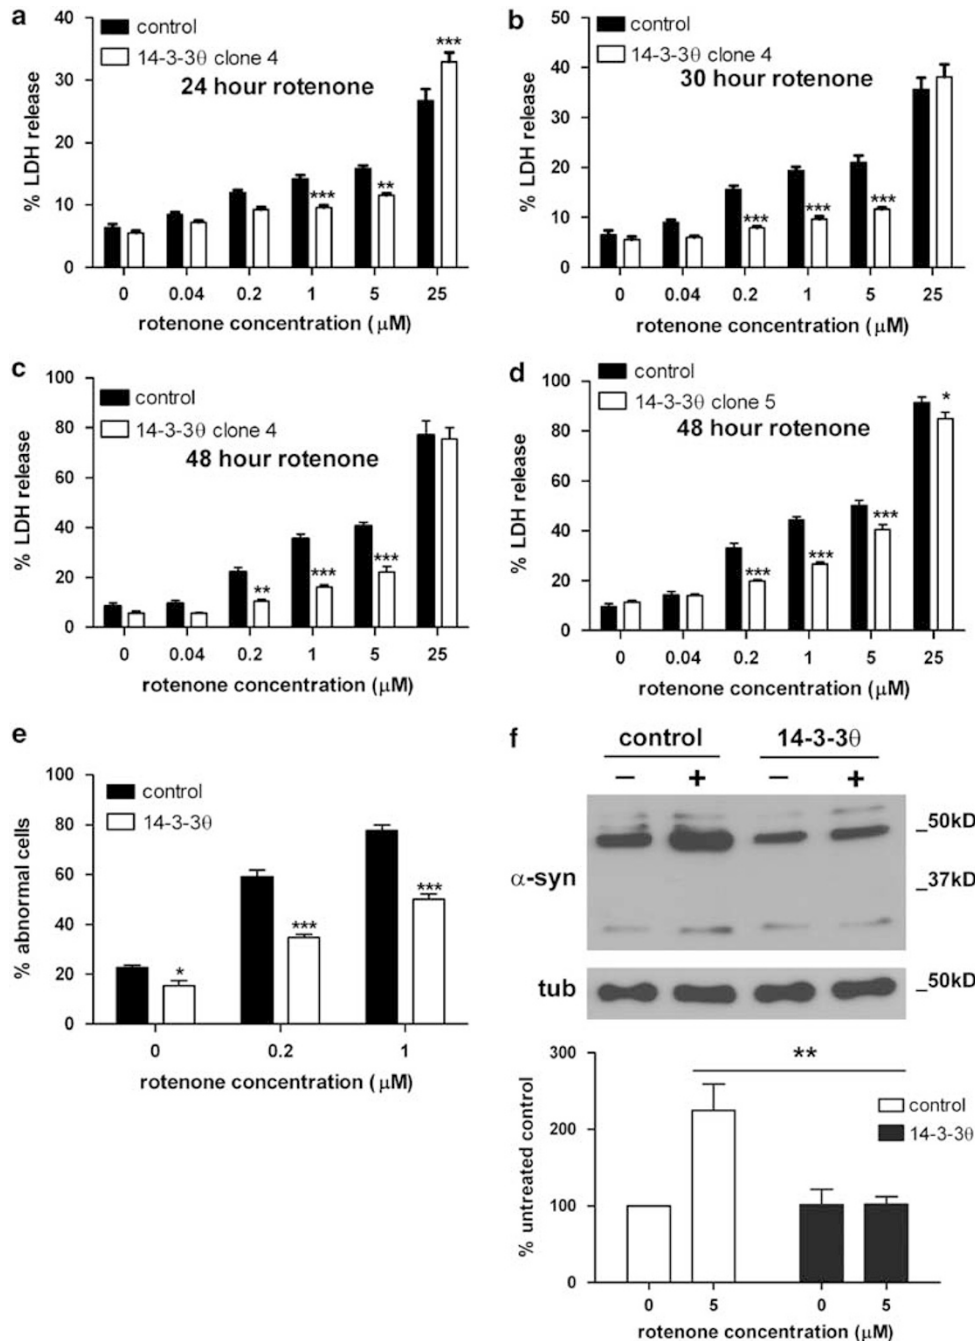 a
control
14-3-3θ clone 4
24 hour rotenone
***
***
**
% LDH release
40
30
20
10
0
0 0.04 0.2 1 5 25
rotenone concentration (μM)
b
control
14-3-3θ clone 4
30 hour rotenone
***
***
***
% LDH release
50
40
30
20
10
0
0 0.04 0.2 1 5 25
rotenone concentration (μM)
c
control
14-3-3θ clone 4
48 hour rotenone
**
***
***
% LDH release
100
80
60
40
20
0
0 0.04 0.2 1 5 25
rotenone concentration (μM)
d
control
14-3-3θ clone 5
48 hour rotenone
*
***
***
***
% LDH release
100
80
60
40
20
0
0 0.04 0.2 1 5 25
rotenone concentration (μM)
e
control
14-3-3θ
*
***
***
% abnormal cells
100
80
60
40
20
0
0 0.2 1
rotenone concentration (μM)
f
control 14-3-3θ
− + − +
_50kD
α-syn
_37kD
tub
_50kD
**
control
14-3-3θ
% untreated control
300
200
100
0
0 5 0 5
rotenone concentration (μM)